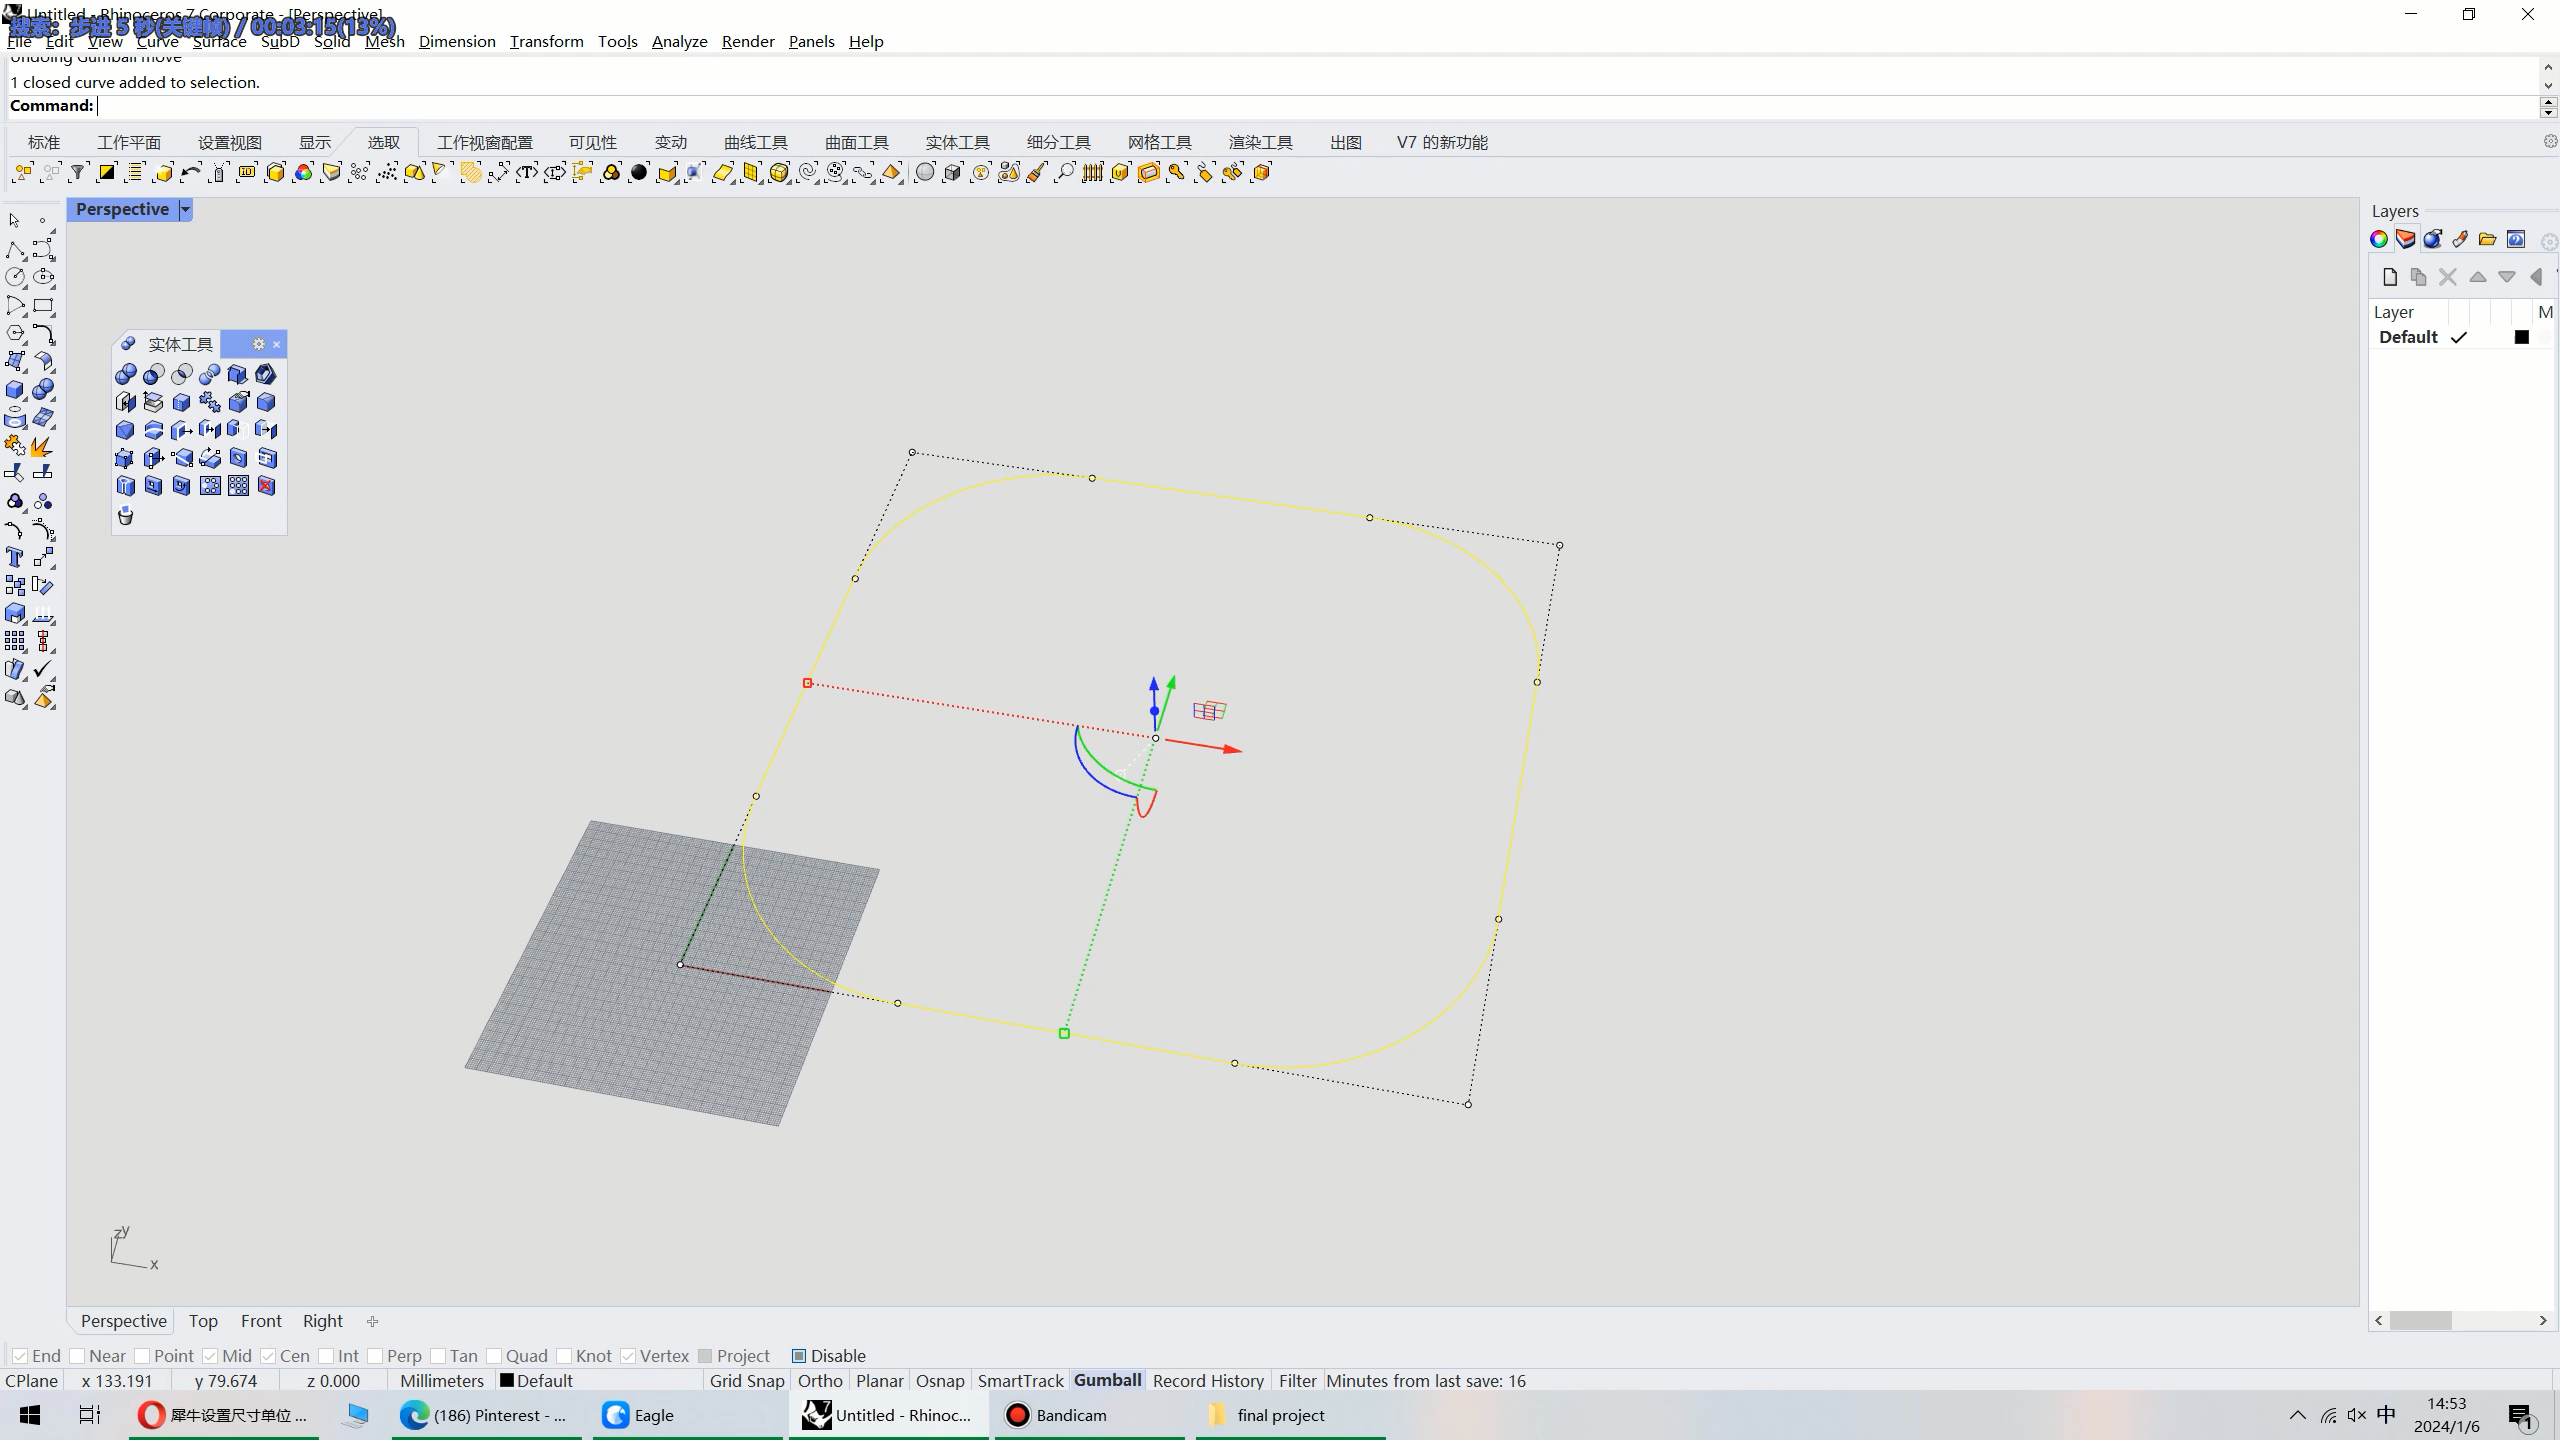 Untitled - Rhinoceros 7 Corporate - [Perspective]
搜索: 步进 5 秒(关键帧) / 00:03:15(13%)
File Edit View Curve Surface SubD Solid Mesh Dimension Transform Tools Analyze Render Panels Help
Undoing Gumball move
1 closed curve added to selection.
Command:
标准 工作平面 设置视图 显示 选取 工作视窗配置 可见性 变动 曲线工具 曲面工具 实体工具 细分工具 网格工具 渲染工具 出图 V7 的新功能
Perspective
Layers
Layer M
Default
实体工具
z y
x
Perspective Top Front Right
End Near Point Mid Cen Int Perp Tan Quad Knot Vertex Project Disable
CPlane x 133.191 y 79.674 z 0.000 Millimeters Default Grid Snap Ortho Planar Osnap SmartTrack Gumball Record History Filter Minutes from last save: 16
犀牛设置尺寸单位 ... (186) Pinterest - ... Eagle Untitled - Rhinoc... Bandicam final project 中
14:53
2024/1/6
1